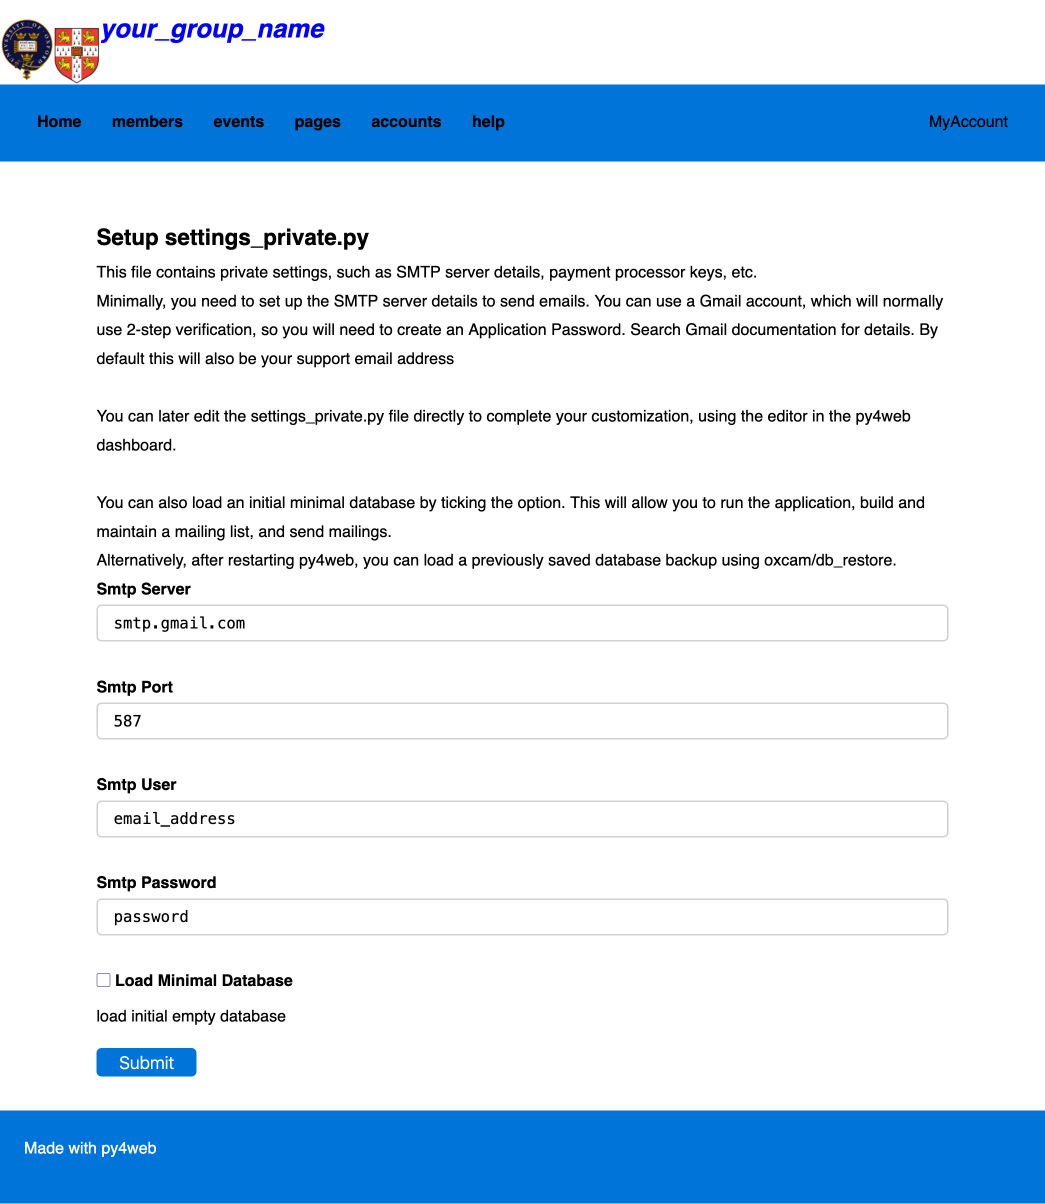 your_group_name
Home members events pages accounts help MyAccount
Setup settings_private.py
This file contains private settings, such as SMTP server details, payment processor keys, etc.
Minimally, you need to set up the SMTP server details to send emails. You can use a Gmail account, which will normally
use 2-step verification, so you will need to create an Application Password. Search Gmail documentation for details. By
default this will also be your support email address
You can later edit the settings_private.py file directly to complete your customization, using the editor in the py4web
dashboard.
You can also load an initial minimal database by ticking the option. This will allow you to run the application, build and
maintain a mailing list, and send mailings.
Alternatively, after restarting py4web, you can load a previously saved database backup using oxcam/db_restore.
Smtp Server
smtp.gmail.com
Smtp Port
587
Smtp User
email_address
Smtp Password
password
Load Minimal Database
load initial empty database
Submit
Made with py4web